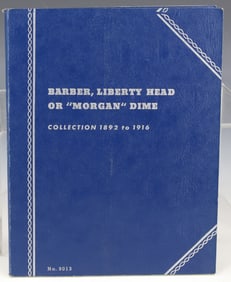 BARBER, LIBERTY HEAD
OR "MORGAN" DIME
COLLECTION 1892 to 1916
No. 9013